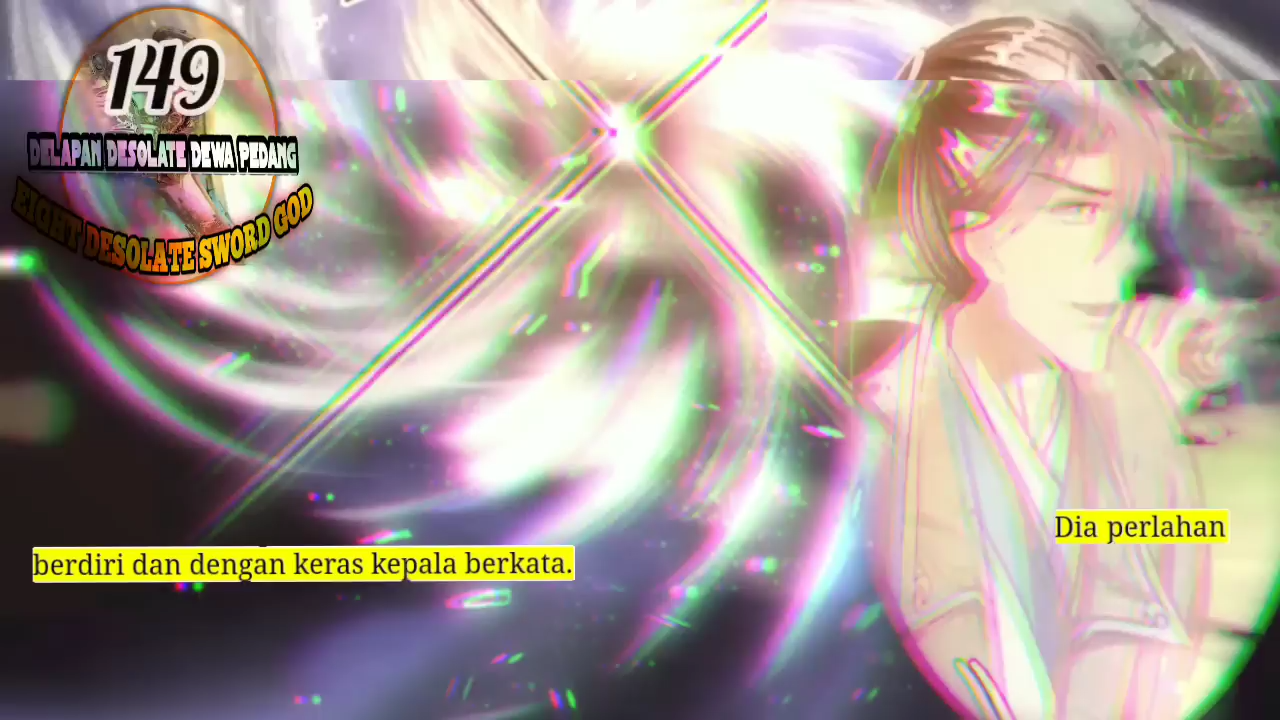 149
DELAPAN DESOLATE DEWA PEDANG
EIGHT DESOLATE SWORD GOD
Dia perlahan
berdiri dan dengan keras kepala berkata.